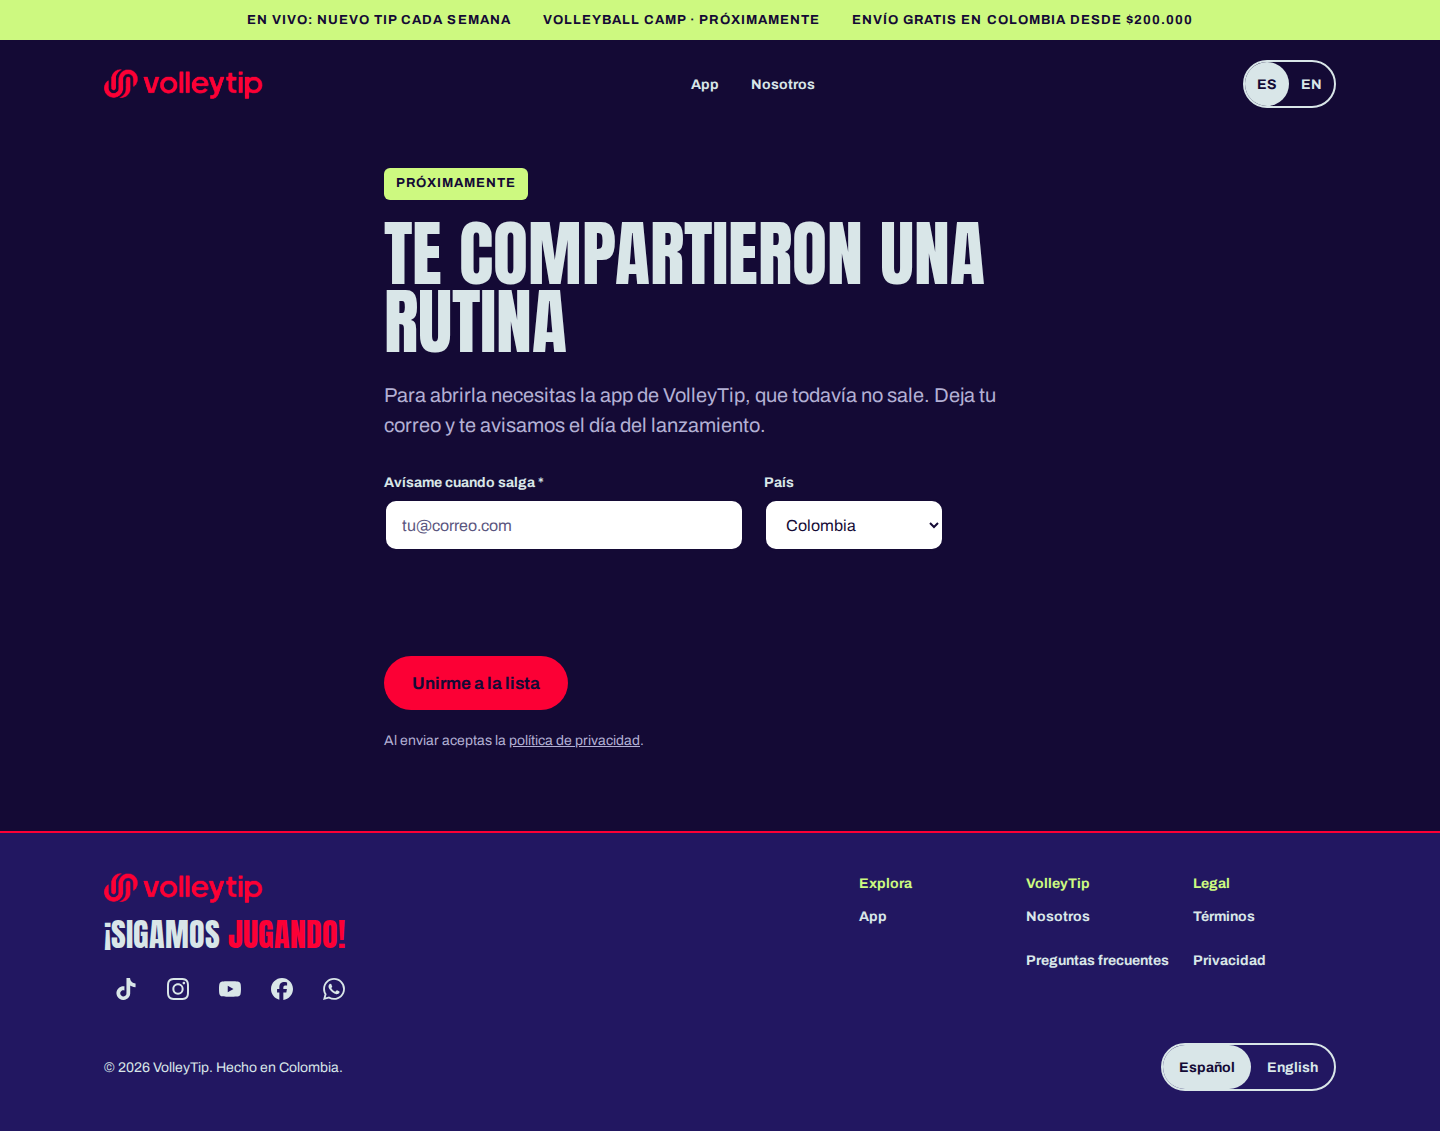 EN VIVO: NUEVO TIP CADA SEMANA VOLLEYBALL CAMP · PRÓXIMAMENTE ENVÍO GRATIS EN COLOMBIA DESDE $200.000
volleytip App Nosotros ES EN
PRÓXIMAMENTE
TE COMPARTIERON UNA
RUTINA
Para abrirla necesitas la app de VolleyTip, que todavía no sale. Deja tu
correo y te avisamos el día del lanzamiento.
Avísame cuando salga * País
tu@correo.com Colombia
Unirme a la lista
Al enviar aceptas la política de privacidad.
volleytip Explora VolleyTip Legal
App Nosotros Términos
¡SIGAMOS JUGANDO!
Preguntas frecuentes Privacidad
© 2026 VolleyTip. Hecho en Colombia. Español English